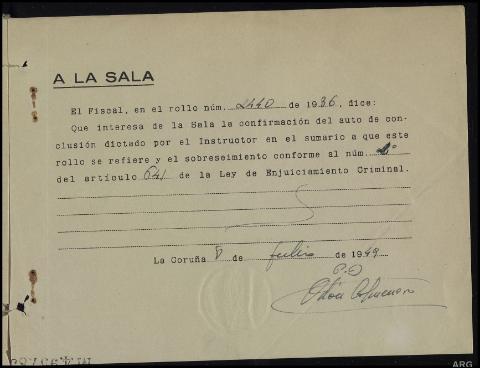 A LA SALA
El Fiscal, en el rollo núm. 2440 de 1936, dice:
Que interesa de la Sala la confirmación del auto de con-
clusión dictado por el Instructor en el sumario a que este
rollo se refiere y el sobreseimiento conforme al núm. 1º
del artículo 641 de la Ley de Enjuiciamiento Criminal.
La Coruña 8 de julio de 1949
P.D
ARG